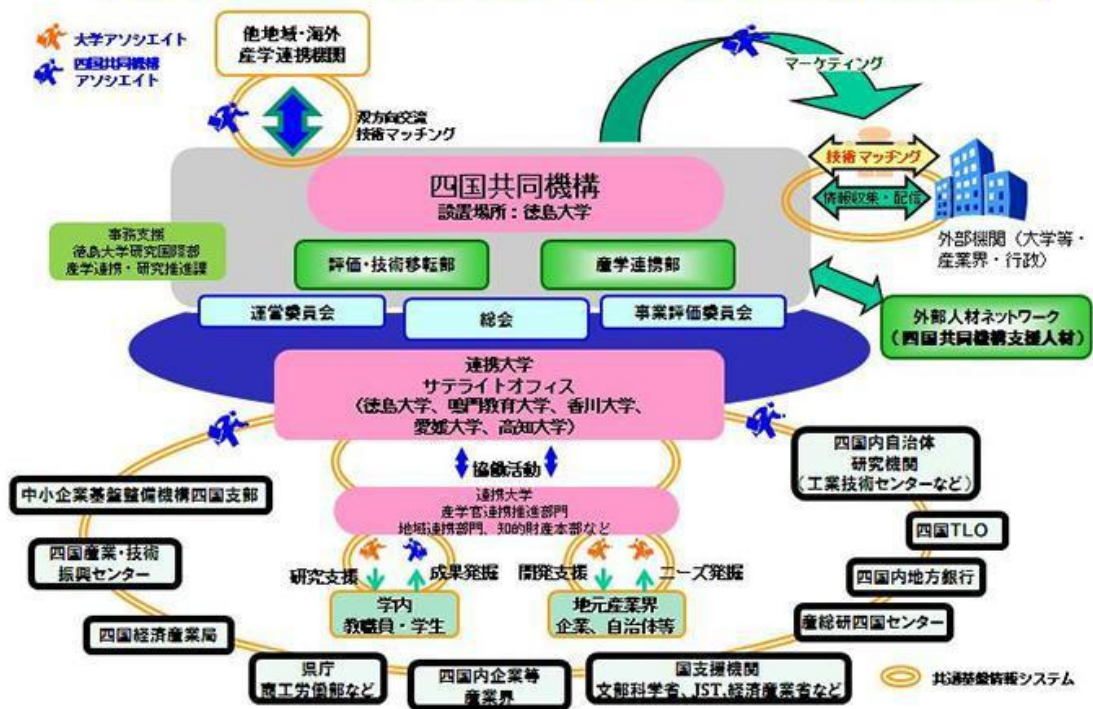 大学アソシエイト
四国共同機構
アソシエイト
他地域・海外
産学連携機関
双方向交流
技術マッチング
マーケティング
技術マッチング
情報収集・配信
外部機関（大学等・
産業界・行政）
四国共同機構
設置場所：徳島大学
事務支援
徳島大学研究国際部
産学連携・研究推進課
評価・技術移転部
産学連携部
運営委員会
総会
事業評価委員会
外部人材ネットワーク
（四国共同機構支援人材）
連携大学
サテライトオフィス
（徳島大学、鳴門教育大学、香川大学、
愛媛大学、高知大学）
協働活動
連携大学
産学官連携推進部門
地域連携部門、知的財産本部など
四国内自治体
研究機関
（工業技術センターなど）
中小企業基盤整備機構四国支部
四国TLO
四国産業・技術
振興センター
研究支援
成果発掘
開発支援
ニーズ発掘
四国内地方銀行
学内
教職員・学生
地元産業界
企業、自治体等
産総研四国センター
四国経済産業局
県庁
商工労働部など
四国内企業等
産業界
国支援機関
文部科学省、JST、経済産業省など
共通基盤情報システム